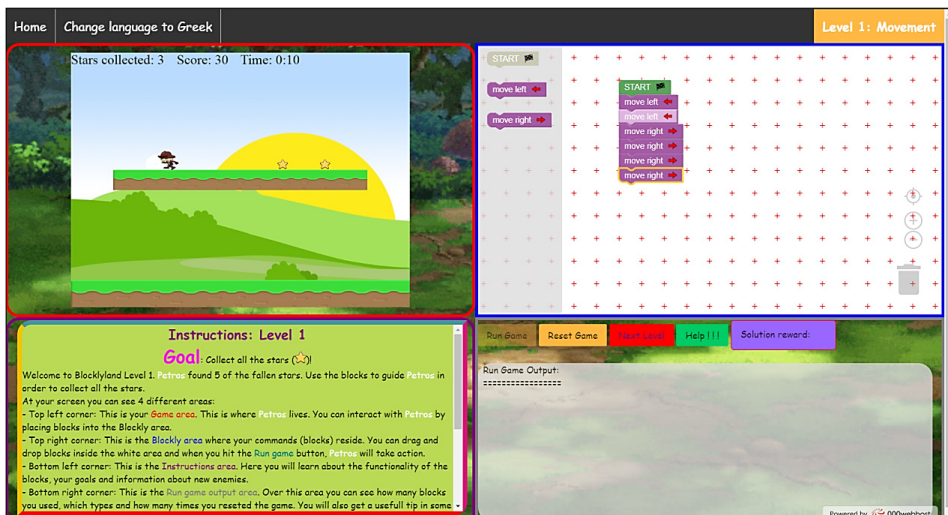 Home Change language to Greek Level 1: Movement
Stars collected: 3 Score: 30 Time: 0:10
START
move left
move right
START
move left
move left
move right
move right
move right
move right
Instructions: Level 1
Goal: Collect all the stars ( )!
Welcome to Blocklyland Level 1. Petros found 5 of the fallen stars. Use the blocks to guide Petros in
order to collect all the stars.
At your screen you can see 4 different areas:
- Top left corner: This is your Game area. This is where Petros lives. You can interact with Petros by
placing blocks into the Blockly area.
- Top right corner: This is the Blockly area where your commands (blocks) reside. You can drag and
drop blocks inside the white area and when you hit the Run game button, Petros will take action.
- Bottom left corner: This is the Instructions area. Here you will learn about the functionality of the
blocks, your goals and information about new enemies.
- Bottom right corner: This is the Run game output area. Over this area you can see how many blocks
you used, which types and how many times you reseted the game. You will also get a usefull tip in some
Run Game Reset Game Next Level Help !!! Solution reward:
Run Game Output:
=================
Powered by 000webhost